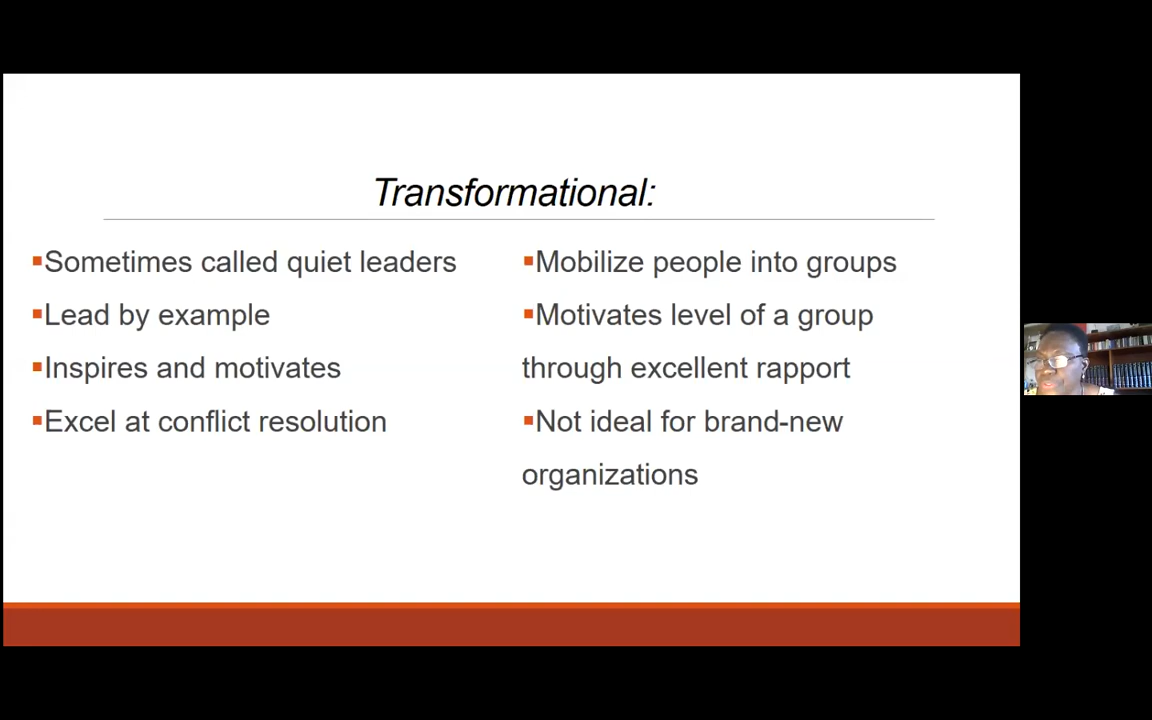 Transformational:
▪Sometimes called quiet leaders
▪Lead by example
▪Inspires and motivates
▪Excel at conflict resolution
▪Mobilize people into groups
▪Motivates level of a group
through excellent rapport
▪Not ideal for brand-new
organizations